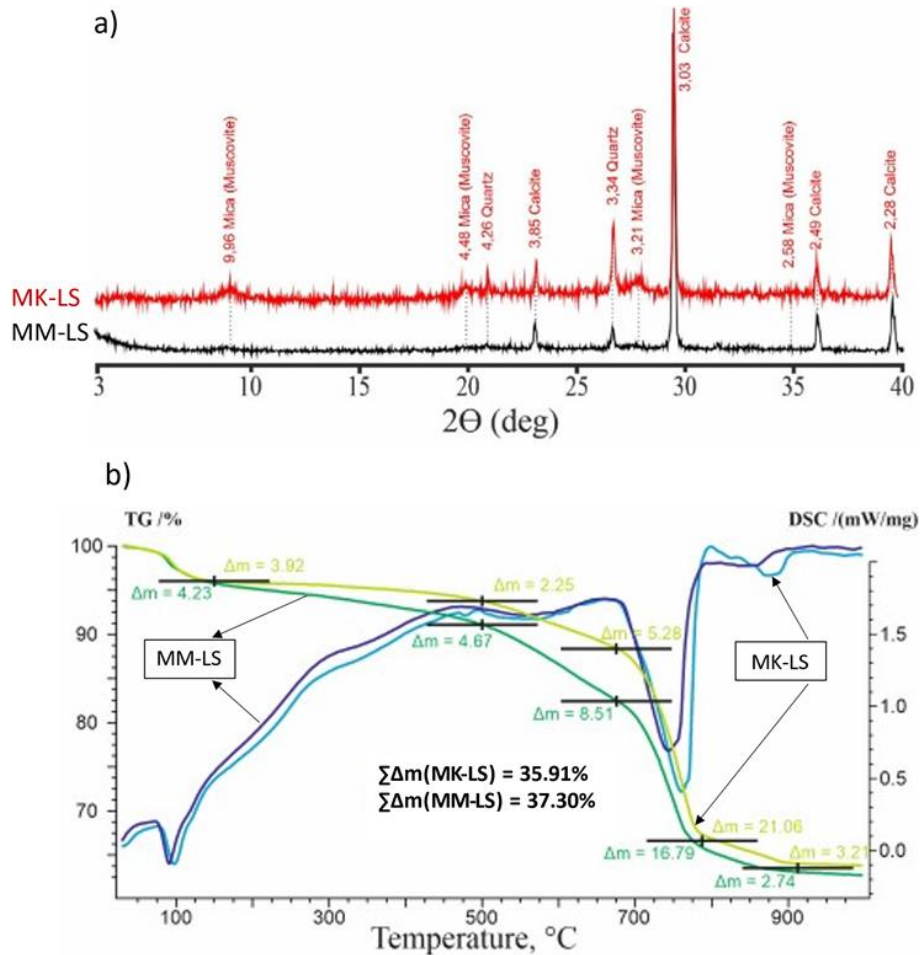 a)
9,96 Mica (Muscovite)
4,48 Mica (Muscovite)
4,26 Quartz
3,85 Calcite
3,34 Quartz
3,21 Mica (Muscovite)
3,03 Calcite
2,58 Mica (Muscovite)
2,49 Calcite
2,28 Calcite
MK-LS
MM-LS
3 10 15 20 25 30 35 40
2Θ (deg)
b)
TG /%
DSC /(mW/mg)
100
Δm = 3.92
Δm = 4.23
Δm = 2.25
90
Δm = 4.67
Δm = 5.28
1.5
MM-LS
MK-LS
80
Δm = 8.51
1.0
∑Δm(MK-LS) = 35.91%
∑Δm(MM-LS) = 37.30%
0.5
70
Δm = 21.06
Δm = 16.79
0.0
Δm = 3.21
Δm = 2.74
100 300 500 700 900
Temperature, °C